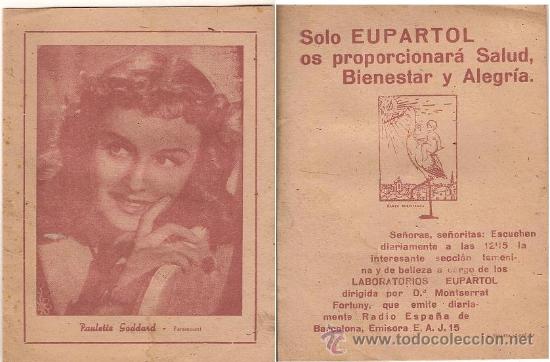 Paulette Goddard - Paramount
Solo EUPARTOL
os proporcionará Salud,
Bienestar y Alegría.
Señoras, señoritas: Escuchen
diariamente a las 12'15 la
interesante sección femeni-
na y de belleza a cargo de los
LABORATORIOS EUPARTOL
dirigida por D.ª Montserrat
Fortuny, que emite diaria-
mente Radio España de
Barcelona, Emisora E. A. J. 15
todocoleccion.net